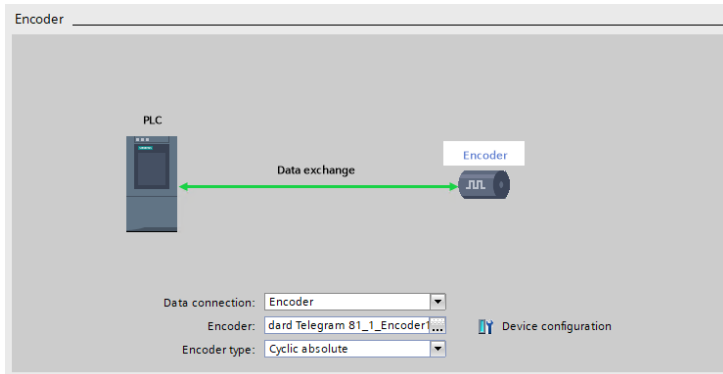 Encoder
PLC
Encoder
Data exchange
Data connection: Encoder
Encoder: dard Telegram 81_1_Encoder1 ... Device configuration
Encoder type: Cyclic absolute